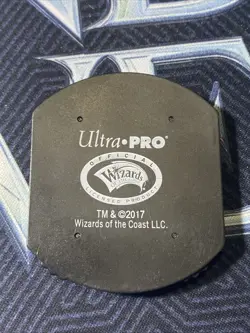 Ultra•PRO®
OFFICIAL
Wizards
LICENSED PRODUCT
TM & ©2017
Wizards of the Coast LLC.